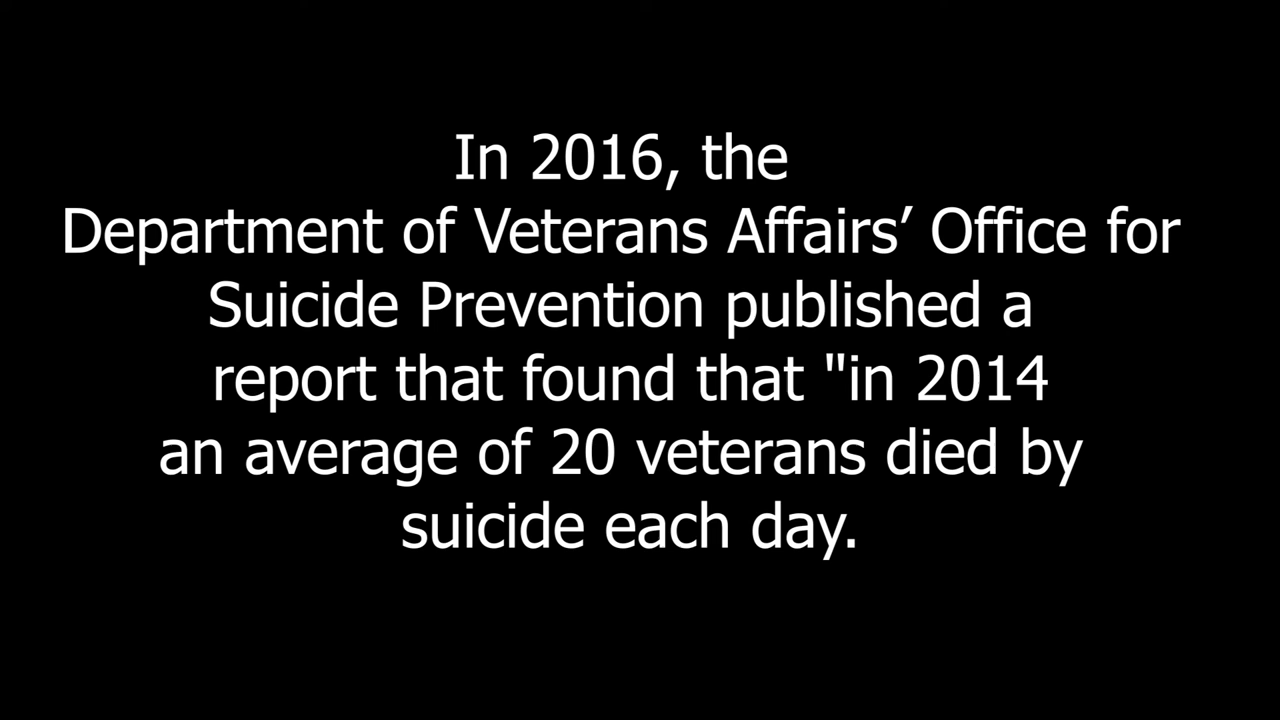 In 2016, the
Department of Veterans Affairs’ Office for
Suicide Prevention published a
report that found that "in 2014
an average of 20 veterans died by
suicide each day.